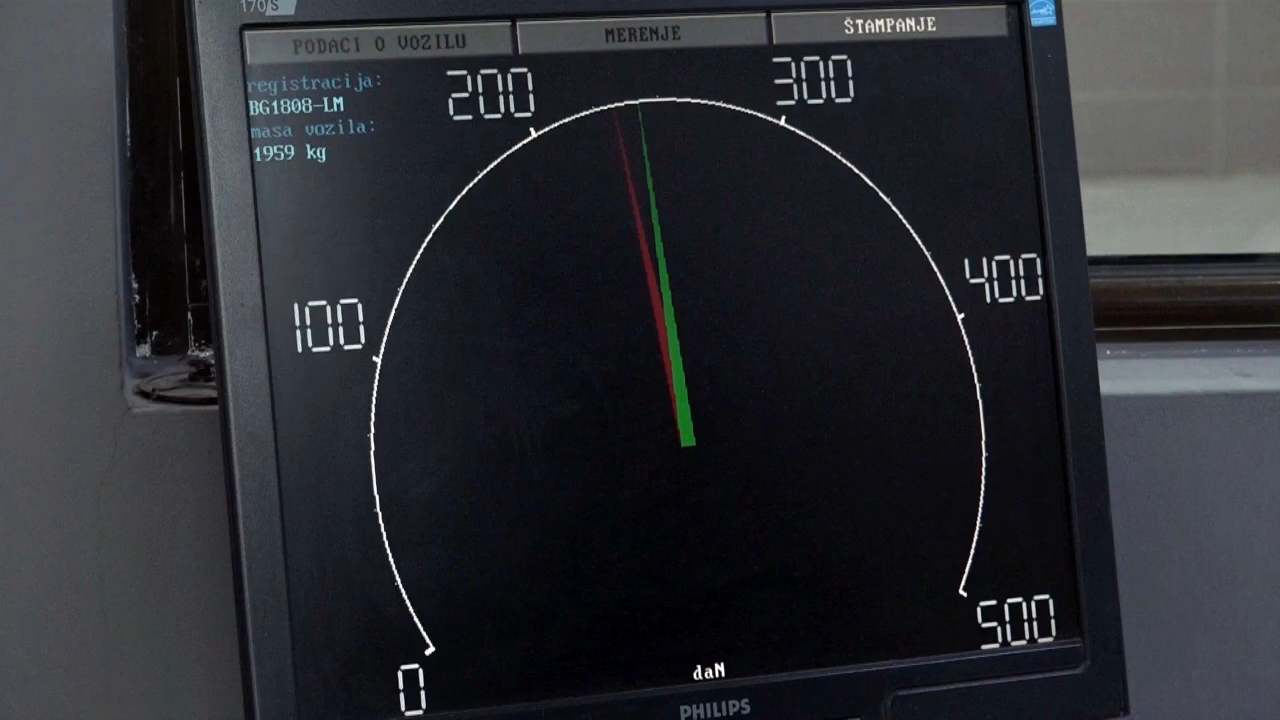 170S
PODACI O VOZILU
MERENJE
ŠTAMPANJE
registracija:
BG1808-LM
masa vozila:
1959 kg
200
300
100
400
0
500
daN
PHILIPS